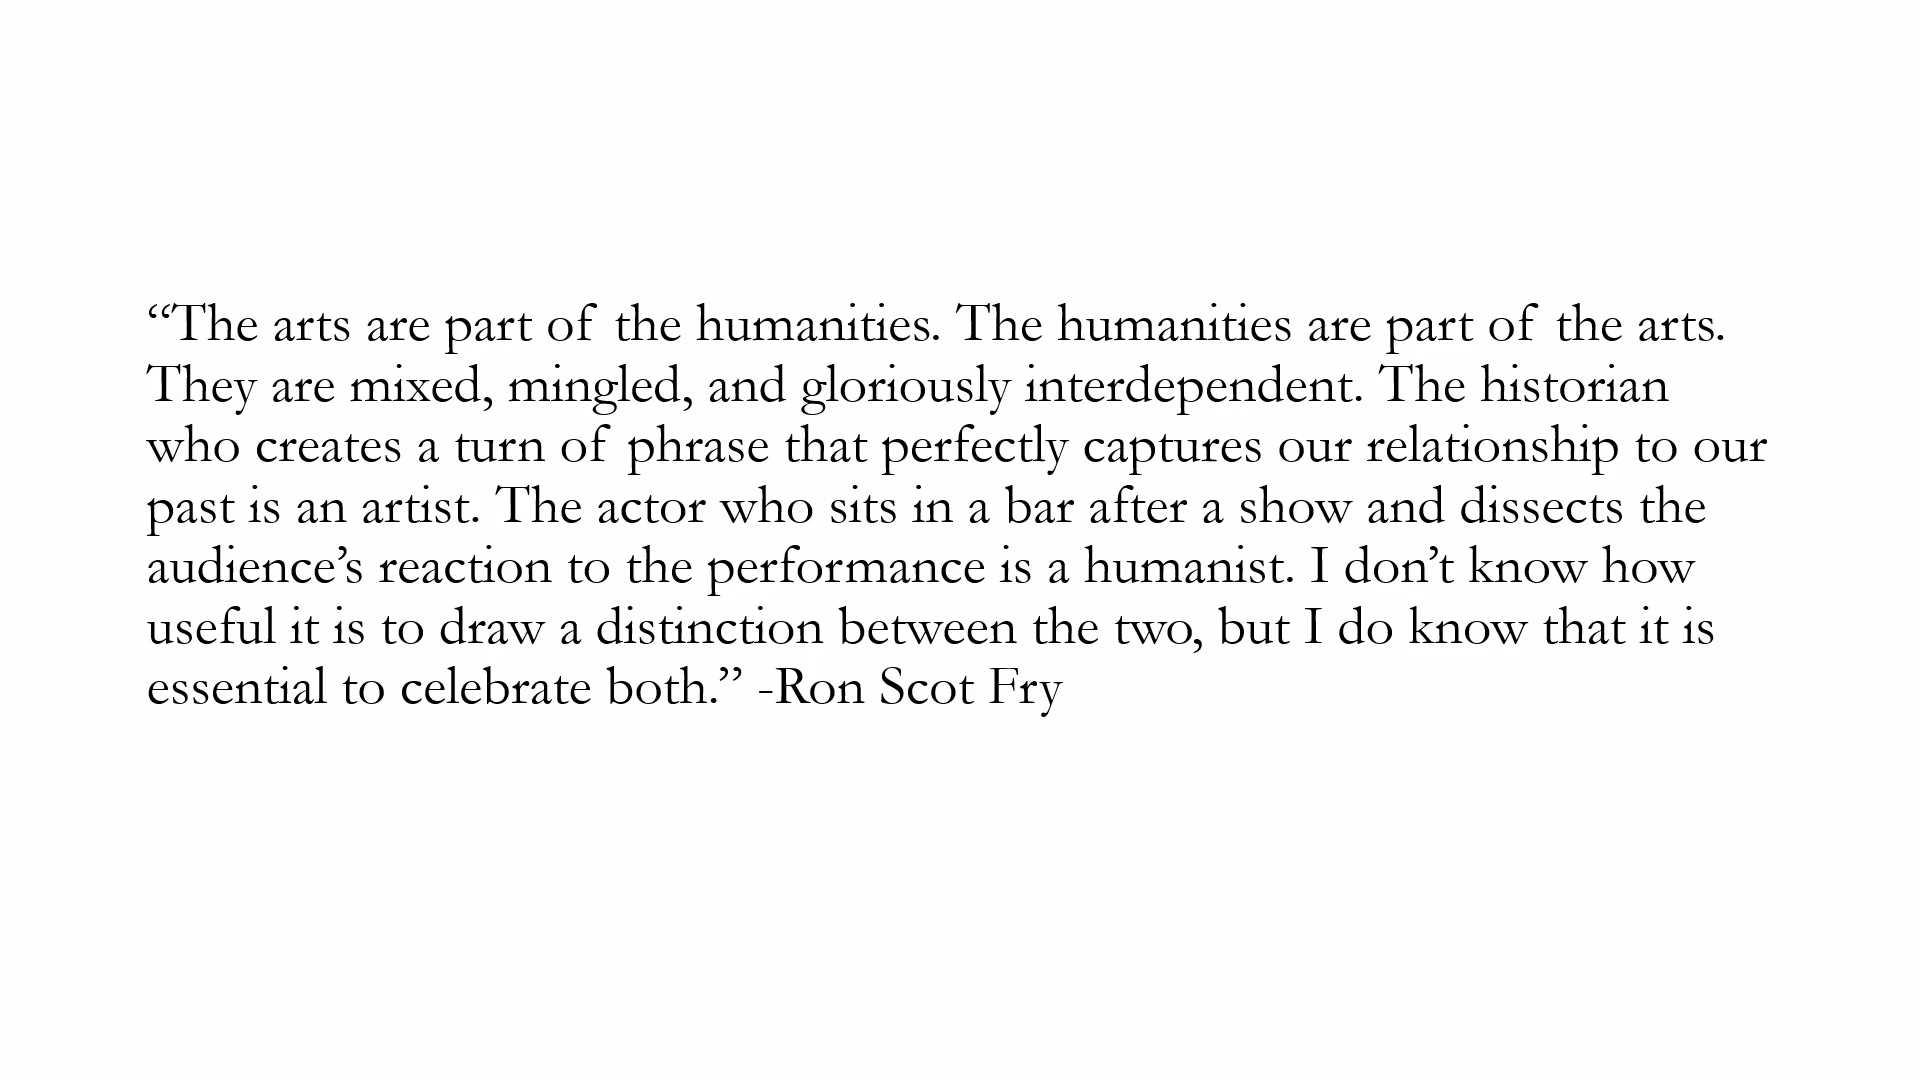 “The arts are part of the humanities. The humanities are part of the arts.
They are mixed, mingled, and gloriously interdependent. The historian
who creates a turn of phrase that perfectly captures our relationship to our
past is an artist. The actor who sits in a bar after a show and dissects the
audience’s reaction to the performance is a humanist. I don’t know how
useful it is to draw a distinction between the two, but I do know that it is
essential to celebrate both.” -Ron Scot Fry